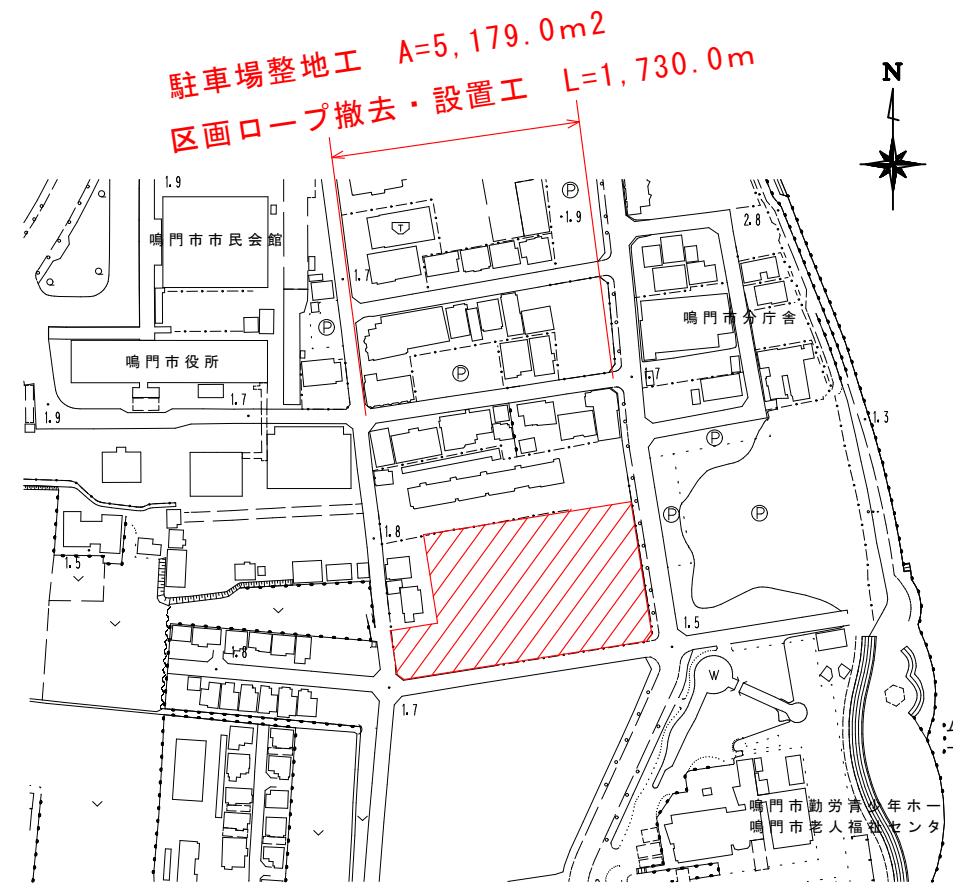 駐車場整地工 A=5,179.0m2
区画ロープ撤去・設置工 L=1,730.0m
N
1.9
鳴門市市民会館
T
P
1.9
2.8
1.7
P
鳴門市分庁舎
鳴門市役所
P
1.7
1.9
1.7
1.3
P
P
P
1.8
1.5
1.5
1.8
W
1.7
鳴門市勤労青少年ホー
鳴門市老人福祉センタ